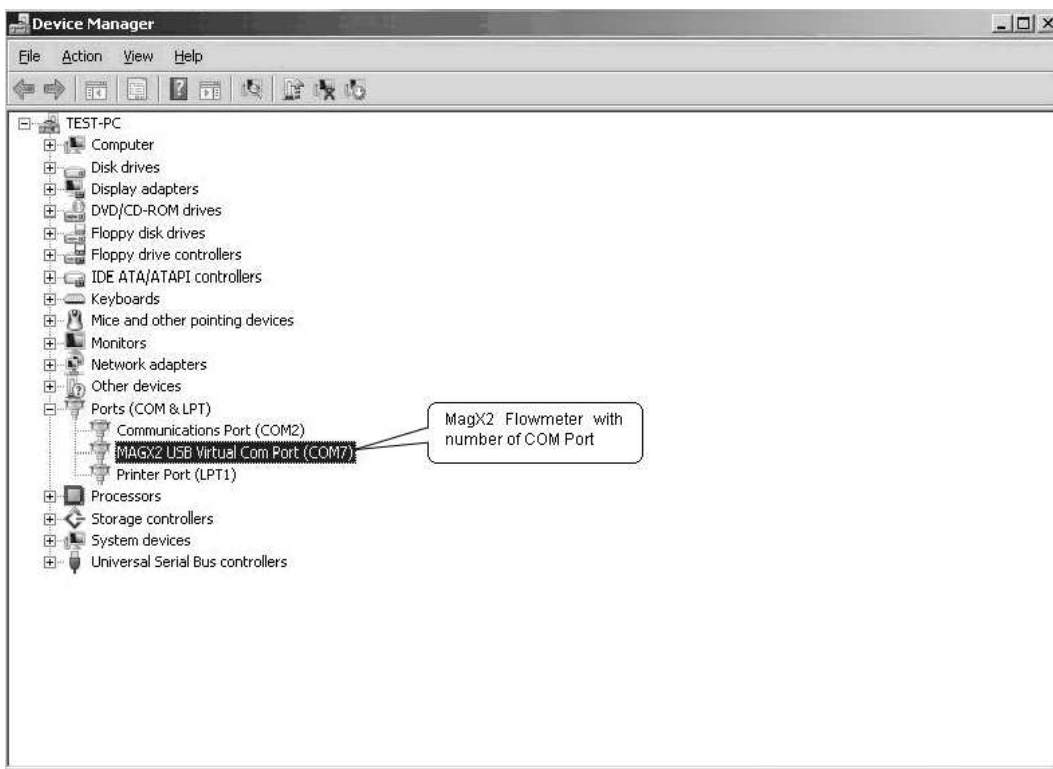 Device Manager
File Action View Help
TEST-PC
Computer
Disk drives
Display adapters
DVD/CD-ROM drives
Floppy disk drives
Floppy drive controllers
IDE ATA/ATAPI controllers
Keyboards
Mice and other pointing devices
Monitors
Network adapters
Other devices
Ports (COM & LPT)
Communications Port (COM2)
MAGX2 USB Virtual Com Port (COM7)
MagX2 Flowmeter with
number of COM Port
Printer Port (LPT1)
Processors
Storage controllers
System devices
Universal Serial Bus controllers